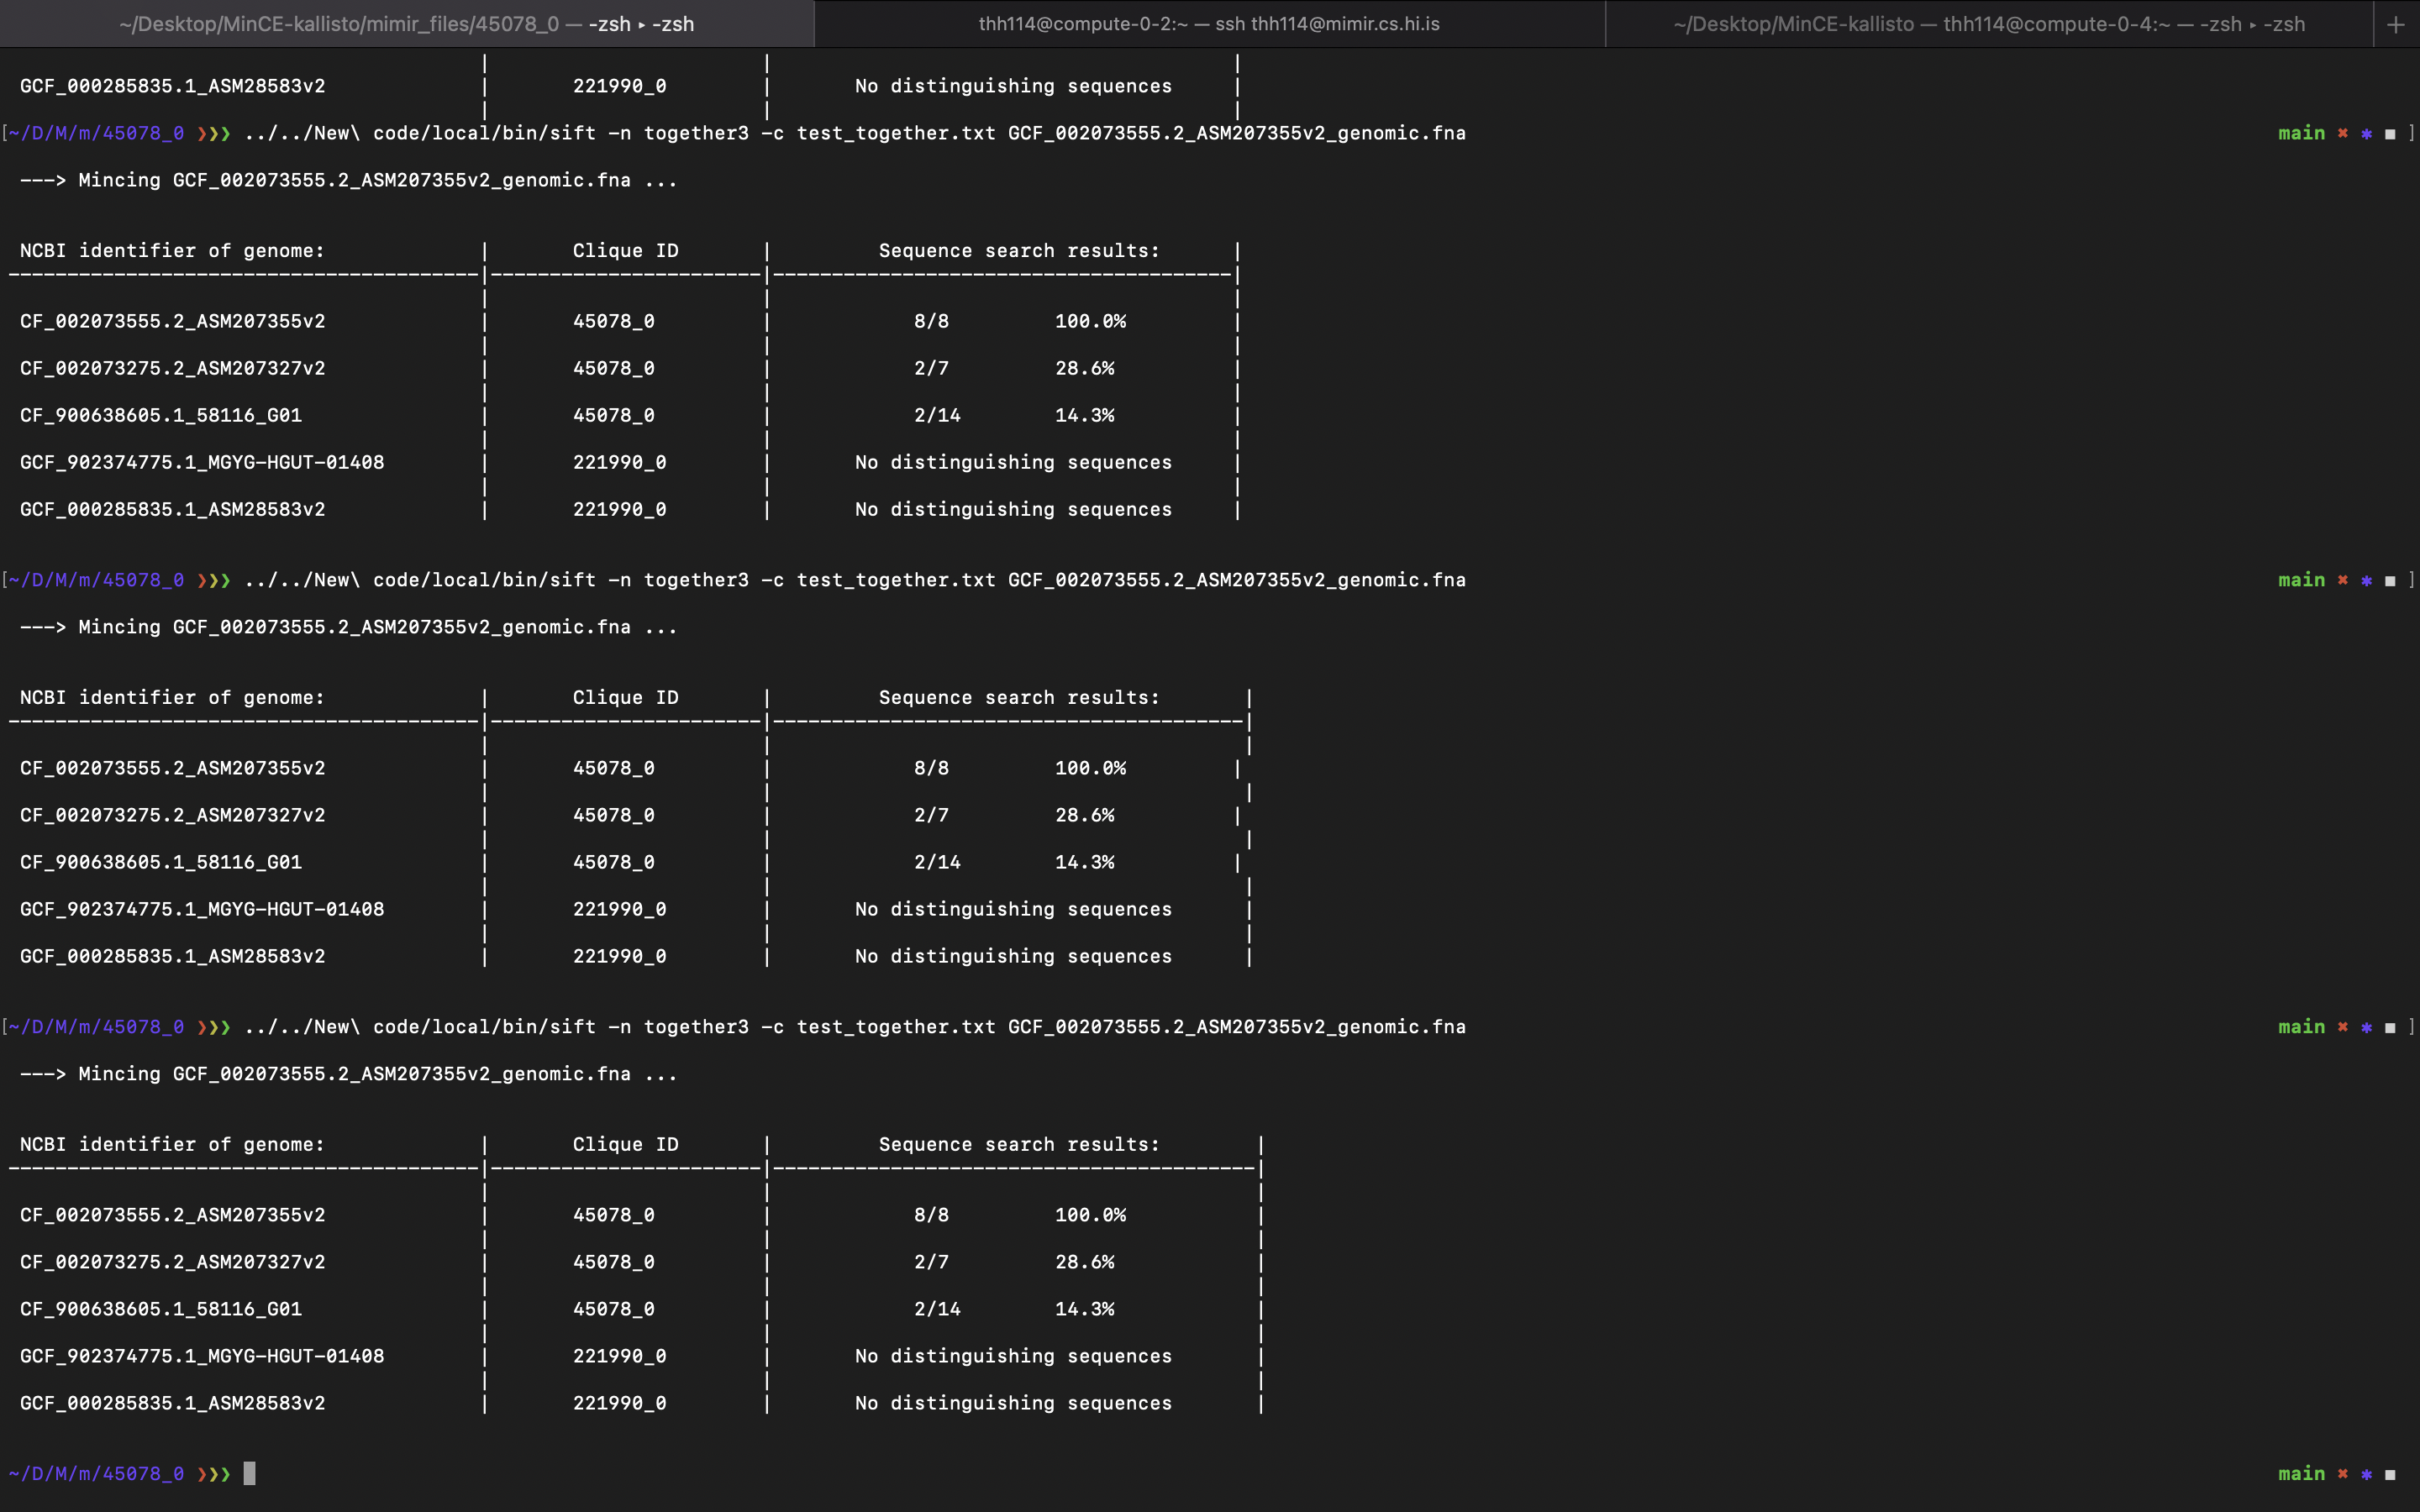 ~/Desktop/MinCE-kallisto/mimir_files/45078_0 — -zsh ▸ -zsh
thh114@compute-0-2:~ — ssh thh114@mimir.cs.hi.is
~/Desktop/MinCE-kallisto — thh114@compute-0-4:~ — -zsh ▸ -zsh
GCF_000285835.1_ASM28583v2 | 221990_0 | No distinguishing sequences |
[~/D/M/m/45078_0 ❯❯❯ ../../New\ code/local/bin/sift -n together3 -c test_together.txt GCF_002073555.2_ASM207355v2_genomic.fna main ✖ ✱ ◼ ]
---> Mincing GCF_002073555.2_ASM207355v2_genomic.fna ...
NCBI identifier of genome: | Clique ID | Sequence search results: |
CF_002073555.2_ASM207355v2 | 45078_0 | 8/8 100.0% |
CF_002073275.2_ASM207327v2 | 45078_0 | 2/7 28.6% |
CF_900638605.1_58116_G01 | 45078_0 | 2/14 14.3% |
GCF_902374775.1_MGYG-HGUT-01408 | 221990_0 | No distinguishing sequences |
GCF_000285835.1_ASM28583v2 | 221990_0 | No distinguishing sequences |
[~/D/M/m/45078_0 ❯❯❯ ../../New\ code/local/bin/sift -n together3 -c test_together.txt GCF_002073555.2_ASM207355v2_genomic.fna main ✖ ✱ ◼ ]
---> Mincing GCF_002073555.2_ASM207355v2_genomic.fna ...
NCBI identifier of genome: | Clique ID | Sequence search results: |
CF_002073555.2_ASM207355v2 | 45078_0 | 8/8 100.0% |
CF_002073275.2_ASM207327v2 | 45078_0 | 2/7 28.6% |
CF_900638605.1_58116_G01 | 45078_0 | 2/14 14.3% |
GCF_902374775.1_MGYG-HGUT-01408 | 221990_0 | No distinguishing sequences |
GCF_000285835.1_ASM28583v2 | 221990_0 | No distinguishing sequences |
[~/D/M/m/45078_0 ❯❯❯ ../../New\ code/local/bin/sift -n together3 -c test_together.txt GCF_002073555.2_ASM207355v2_genomic.fna main ✖ ✱ ◼ ]
---> Mincing GCF_002073555.2_ASM207355v2_genomic.fna ...
NCBI identifier of genome: | Clique ID | Sequence search results: |
CF_002073555.2_ASM207355v2 | 45078_0 | 8/8 100.0% |
CF_002073275.2_ASM207327v2 | 45078_0 | 2/7 28.6% |
CF_900638605.1_58116_G01 | 45078_0 | 2/14 14.3% |
GCF_902374775.1_MGYG-HGUT-01408 | 221990_0 | No distinguishing sequences |
GCF_000285835.1_ASM28583v2 | 221990_0 | No distinguishing sequences |
~/D/M/m/45078_0 ❯❯❯ main ✖ ✱ ◼